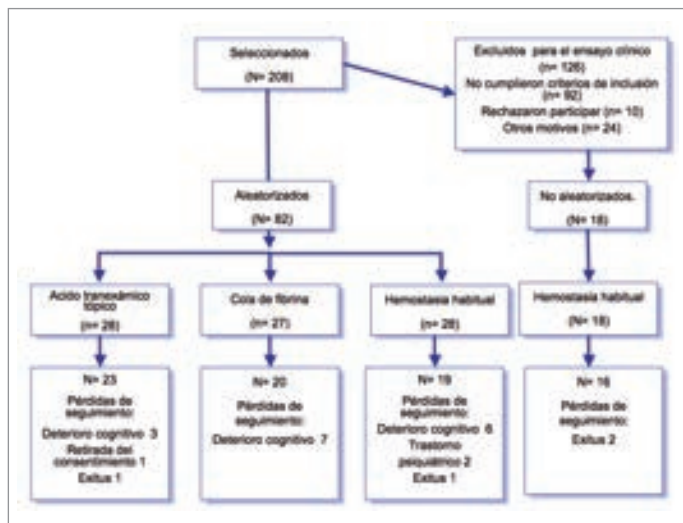 Seleccionados
(N= 208)
Excluidos para el ensayo clínico
(n= 126)
No cumplieron criterios de inclusión
(n= 92)
Rechazaron participar (n= 10)
Otros motivos (n= 24)
Aleatorizados
(N= 82)
No aleatorizados.
(N= 18)
Acido tranexámico
tópico
(n= 28)
Cola de fibrina
(n= 27)
Hemostasia habitual
(n= 28)
Hemostasia habitual
(N= 18)
N= 23
Pérdidas de
seguimiento:
Deterioro cognitivo 3
Retirada del
consentimiento 1
Exitus 1
N= 20
Pérdidas de
seguimiento:
Deterioro cognitivo 7
N= 19
Pérdidas de
seguimiento:
Deterioro cognitivo 6
Trastorno
psiquiátrico 2
Exitus 1
N= 16
Pérdidas de
seguimiento:
Exitus 2